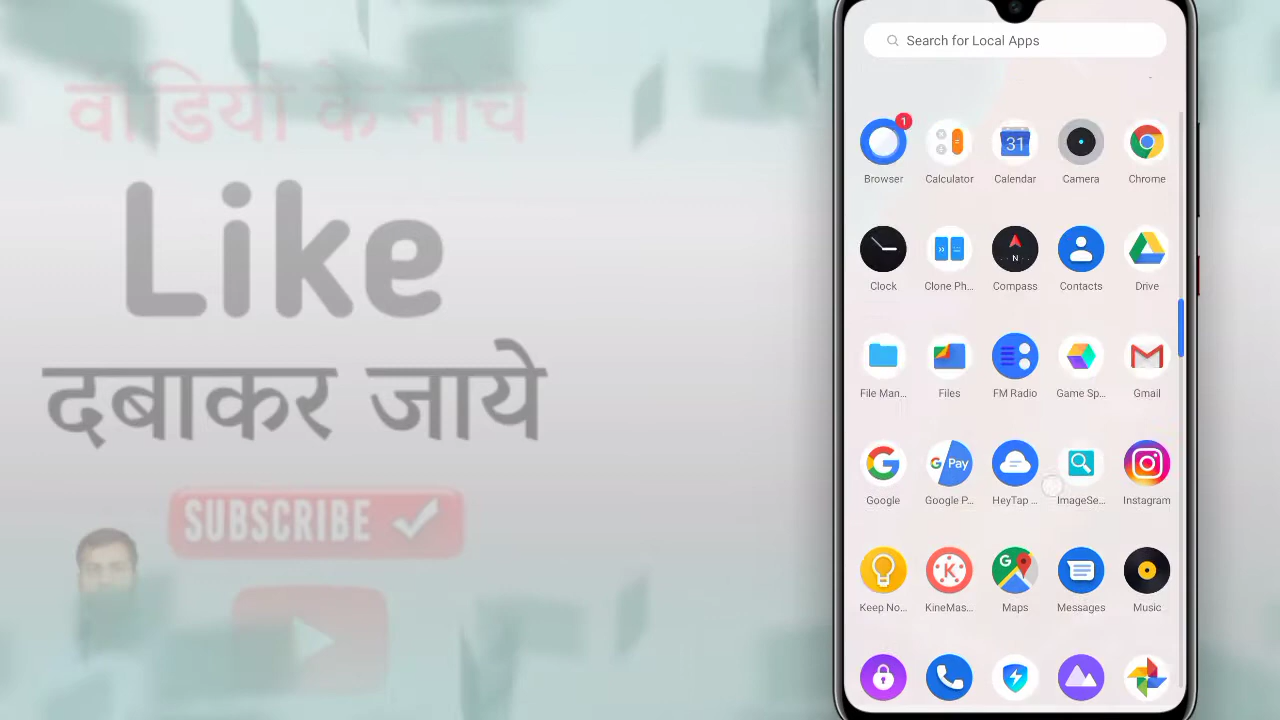 वीडियो के नीचे
Like
दबाकर जाये
SUBSCRIBE
Search for Local Apps
1
31
Browser
Calculator
Calendar
Camera
Chrome
N
Clock
Clone Ph...
Compass
Contacts
Drive
File Man...
Files
FM Radio
Game Sp...
Gmail
G Pay
Google
Google P...
HeyTap ...
ImageSe...
Instagram
K
G
Keep No...
KineMas...
Maps
Messages
Music